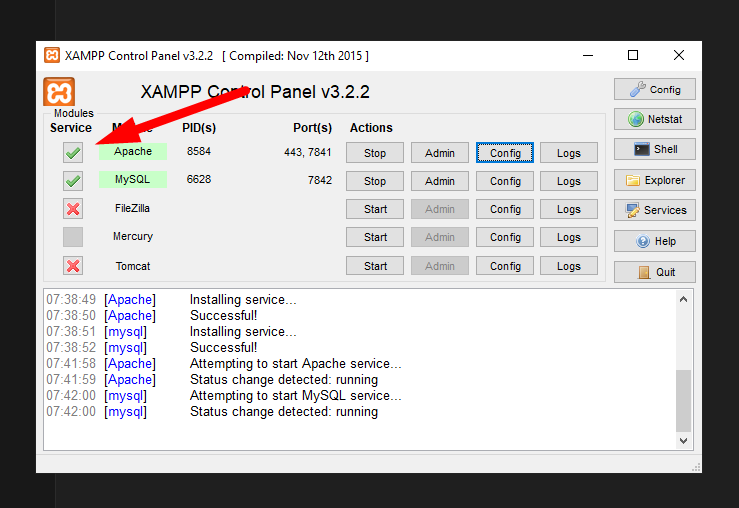 XAMPP Control Panel v3.2.2 [ Compiled: Nov 12th 2015 ]
XAMPP Control Panel v3.2.2
Config
Modules
Service PID(s) Port(s) Actions
Netstat
Apache 8584 443, 7841 Stop Admin Config Logs
Shell
MySQL 6628 7842 Stop Admin Config Logs
Explorer
FileZilla Start Admin Config Logs
Services
Mercury Start Admin Config Logs
Help
Tomcat Start Admin Config Logs
Quit
07:38:49 [Apache] Installing service...
07:38:50 [Apache] Successful!
07:38:51 [mysql] Installing service...
07:38:52 [mysql] Successful!
07:41:58 [Apache] Attempting to start Apache service...
07:41:59 [Apache] Status change detected: running
07:42:00 [mysql] Attempting to start MySQL service...
07:42:00 [mysql] Status change detected: running